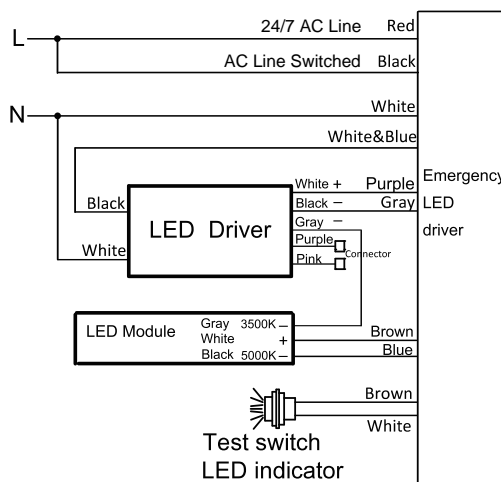 24/7 AC Line Red
L
AC Line Switched Black
White
N
White&Blue
White + Purple
Emergency
Black
Black – Gray
LED
LED Driver
Gray –
driver
Purple
White
Connector
Pink
LED Module
Gray 3500K –
White +
Black 5000K –
Brown
Blue
Brown
White
Test switch
LED indicator